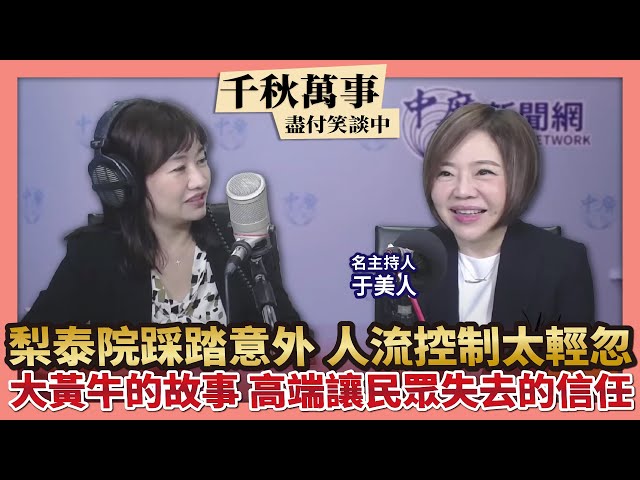 千秋萬事
盡付笑談中
中廣新聞網
NETWORK
名主持人
于美人
梨泰院踩踏意外 人流控制太輕忽
大黃牛的故事 高端讓民眾失去的信任